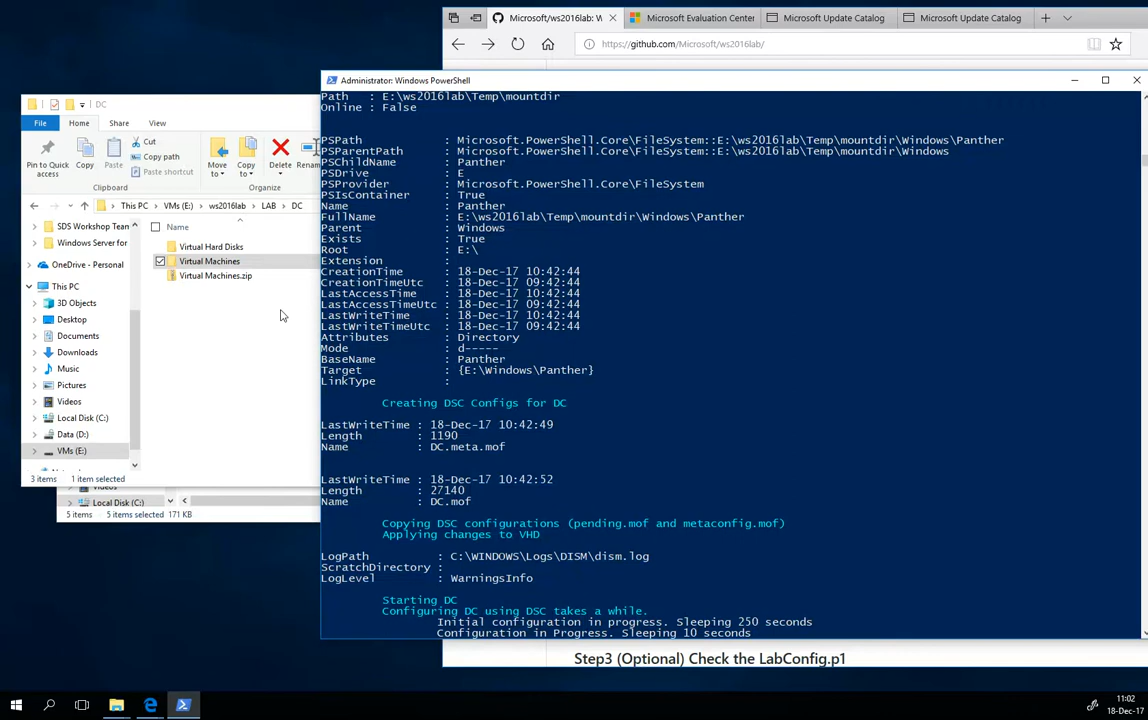 Microsoft/ws2016lab: W
Microsoft Evaluation Center
Microsoft Update Catalog
Microsoft Update Catalog
https://github.com/Microsoft/ws2016lab/
DC
File
Home
Share
View
Pin to Quick access
Copy
Paste
Cut
Copy path
Paste shortcut
Move to
Copy to
Delete
Rename
Clipboard
Organize
This PC > VMs (E:) > ws2016lab > LAB > DC
SDS Workshop Team
Windows Server for
OneDrive - Personal
This PC
3D Objects
Desktop
Documents
Downloads
Music
Pictures
Videos
Local Disk (C:)
Data (D:)
VMs (E:)
Name
Virtual Hard Disks
Virtual Machines
Virtual Machines.zip
3 items
1 item selected
Videos
Local Disk (C:)
5 items
5 items selected 171 KB
Administrator: Windows PowerShell
Path : E:\ws2016lab\Temp\mountdir
Online : False
PSPath : Microsoft.PowerShell.Core\FileSystem::E:\ws2016lab\Temp\mountdir\Windows\Panther
PSParentPath : Microsoft.PowerShell.Core\FileSystem::E:\ws2016lab\Temp\mountdir\Windows
PSChildName : Panther
PSDrive : E
PSProvider : Microsoft.PowerShell.Core\FileSystem
PSIsContainer : True
Name : Panther
FullName : E:\ws2016lab\Temp\mountdir\Windows\Panther
Parent : Windows
Exists : True
Root : E:\
Extension :
CreationTime : 18-Dec-17 10:42:44
CreationTimeUtc : 18-Dec-17 09:42:44
LastAccessTime : 18-Dec-17 10:42:44
LastAccessTimeUtc : 18-Dec-17 09:42:44
LastWriteTime : 18-Dec-17 10:42:44
LastWriteTimeUtc : 18-Dec-17 09:42:44
Attributes : Directory
Mode : d-----
BaseName : Panther
Target : {E:\Windows\Panther}
LinkType :
Creating DSC Configs for DC
LastWriteTime : 18-Dec-17 10:42:49
Length : 1190
Name : DC.meta.mof
LastWriteTime : 18-Dec-17 10:42:52
Length : 27140
Name : DC.mof
Copying DSC configurations (pending.mof and metaconfig.mof)
Applying changes to VHD
LogPath : C:\WINDOWS\Logs\DISM\dism.log
ScratchDirectory :
LogLevel : WarningsInfo
Starting DC
Configuring DC using DSC takes a while.
Initial configuration in progress. Sleeping 250 seconds
Configuration in Progress. Sleeping 10 seconds
Step3 (Optional) Check the LabConfig.p1
11:02
18-Dec-17